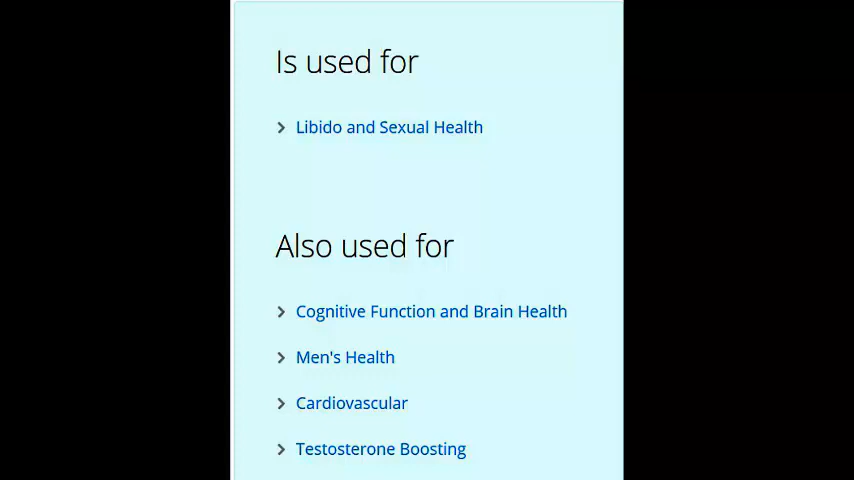 Is used for
Libido and Sexual Health
Also used for
Cognitive Function and Brain Health
Men's Health
Cardiovascular
Testosterone Boosting